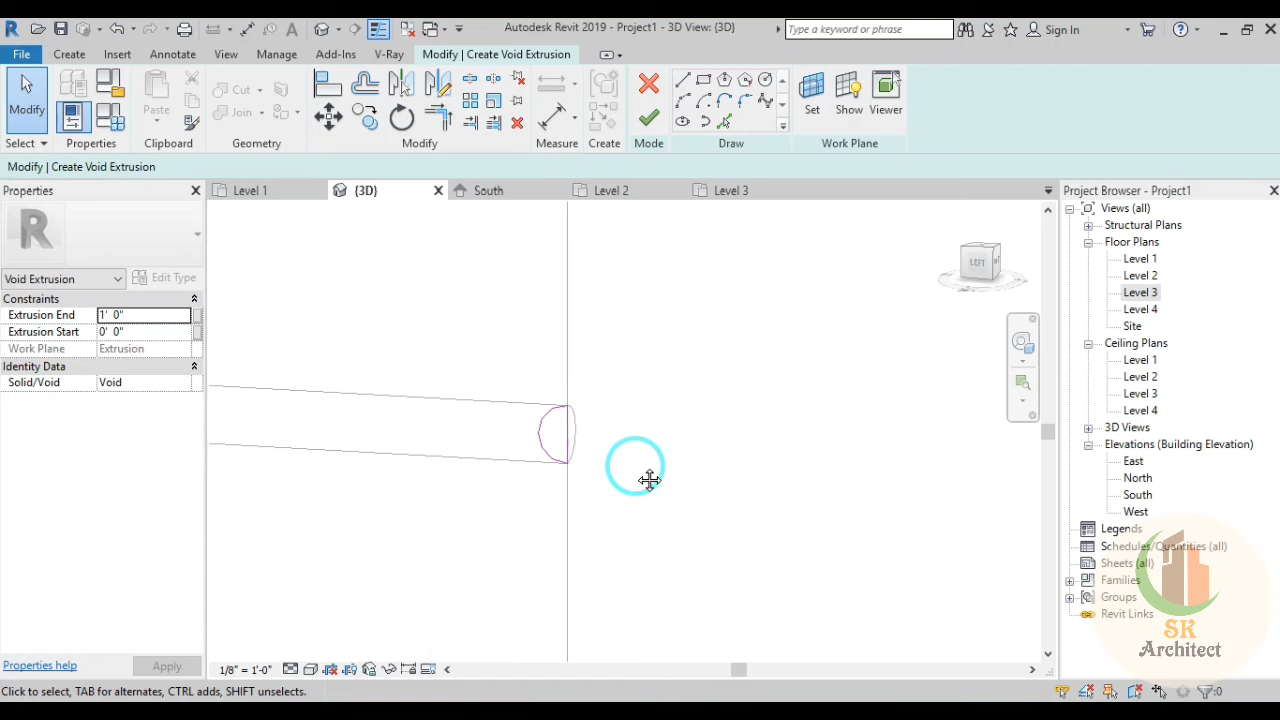 Autodesk Revit 2019 - Project1 - 3D View: {3D}
Type a keyword or phrase
Sign In
File Create Insert Annotate View Manage Add-Ins V-Ray Modify | Create Void Extrusion
Modify
Paste
Cut
Join
Set Show Viewer
Select Properties Clipboard Geometry Modify Measure Create Mode Draw Work Plane
Modify | Create Void Extrusion
Properties
Level 1 {3D} South Level 2 Level 3
Project Browser - Project1
R
Void Extrusion
Edit Type
Constraints
Extrusion End 1' 0"
Extrusion Start 0' 0"
Work Plane Extrusion
Identity Data
Solid/Void Void
LEFT
Views (all)
Structural Plans
Floor Plans
Level 1
Level 2
Level 3
Level 4
Site
Ceiling Plans
Level 1
Level 2
Level 3
Level 4
3D Views
Elevations (Building Elevation)
East
North
South
West
Legends
Schedules/Quantities (all)
Sheets (all)
Families
Groups
Revit Links
SK
Architect
Properties help
Apply
1/8" = 1'-0"
Click to select, TAB for alternates, CTRL adds, SHIFT unselects.
:0